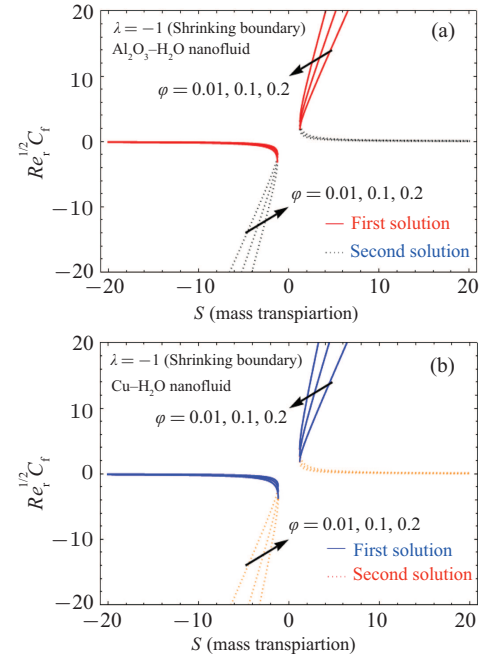 20
λ = −1 (Shrinking boundary)
(a)
Al₂O₃–H₂O nanofluid
10
φ = 0.01, 0.1, 0.2
0
Re_r^{1/2} C_f
φ = 0.01, 0.1, 0.2
−10
First solution
Second solution
−20
−20 −10 0 10 20
S (mass transpiartion)
20
λ = −1 (Shrinking boundary)
(b)
Cu–H₂O nanofluid
10
φ = 0.01, 0.1, 0.2
0
Re_r^{1/2} C_f
φ = 0.01, 0.1, 0.2
−10
First solution
Second solution
−20
−20 −10 0 10 20
S (mass transpiartion)